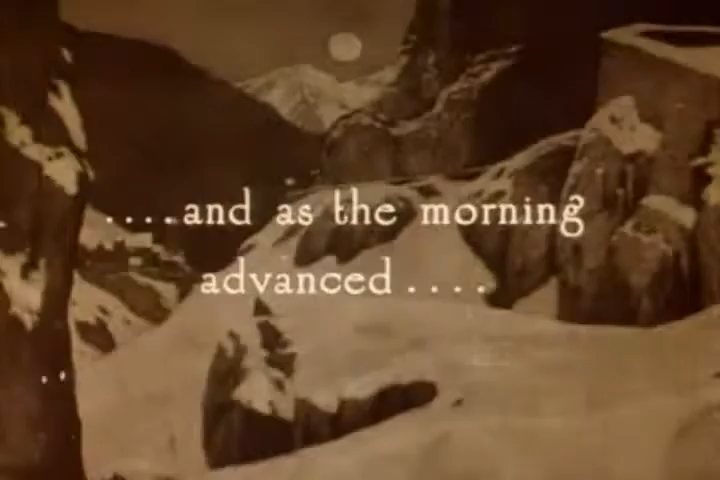 ....and as the morning
advanced....